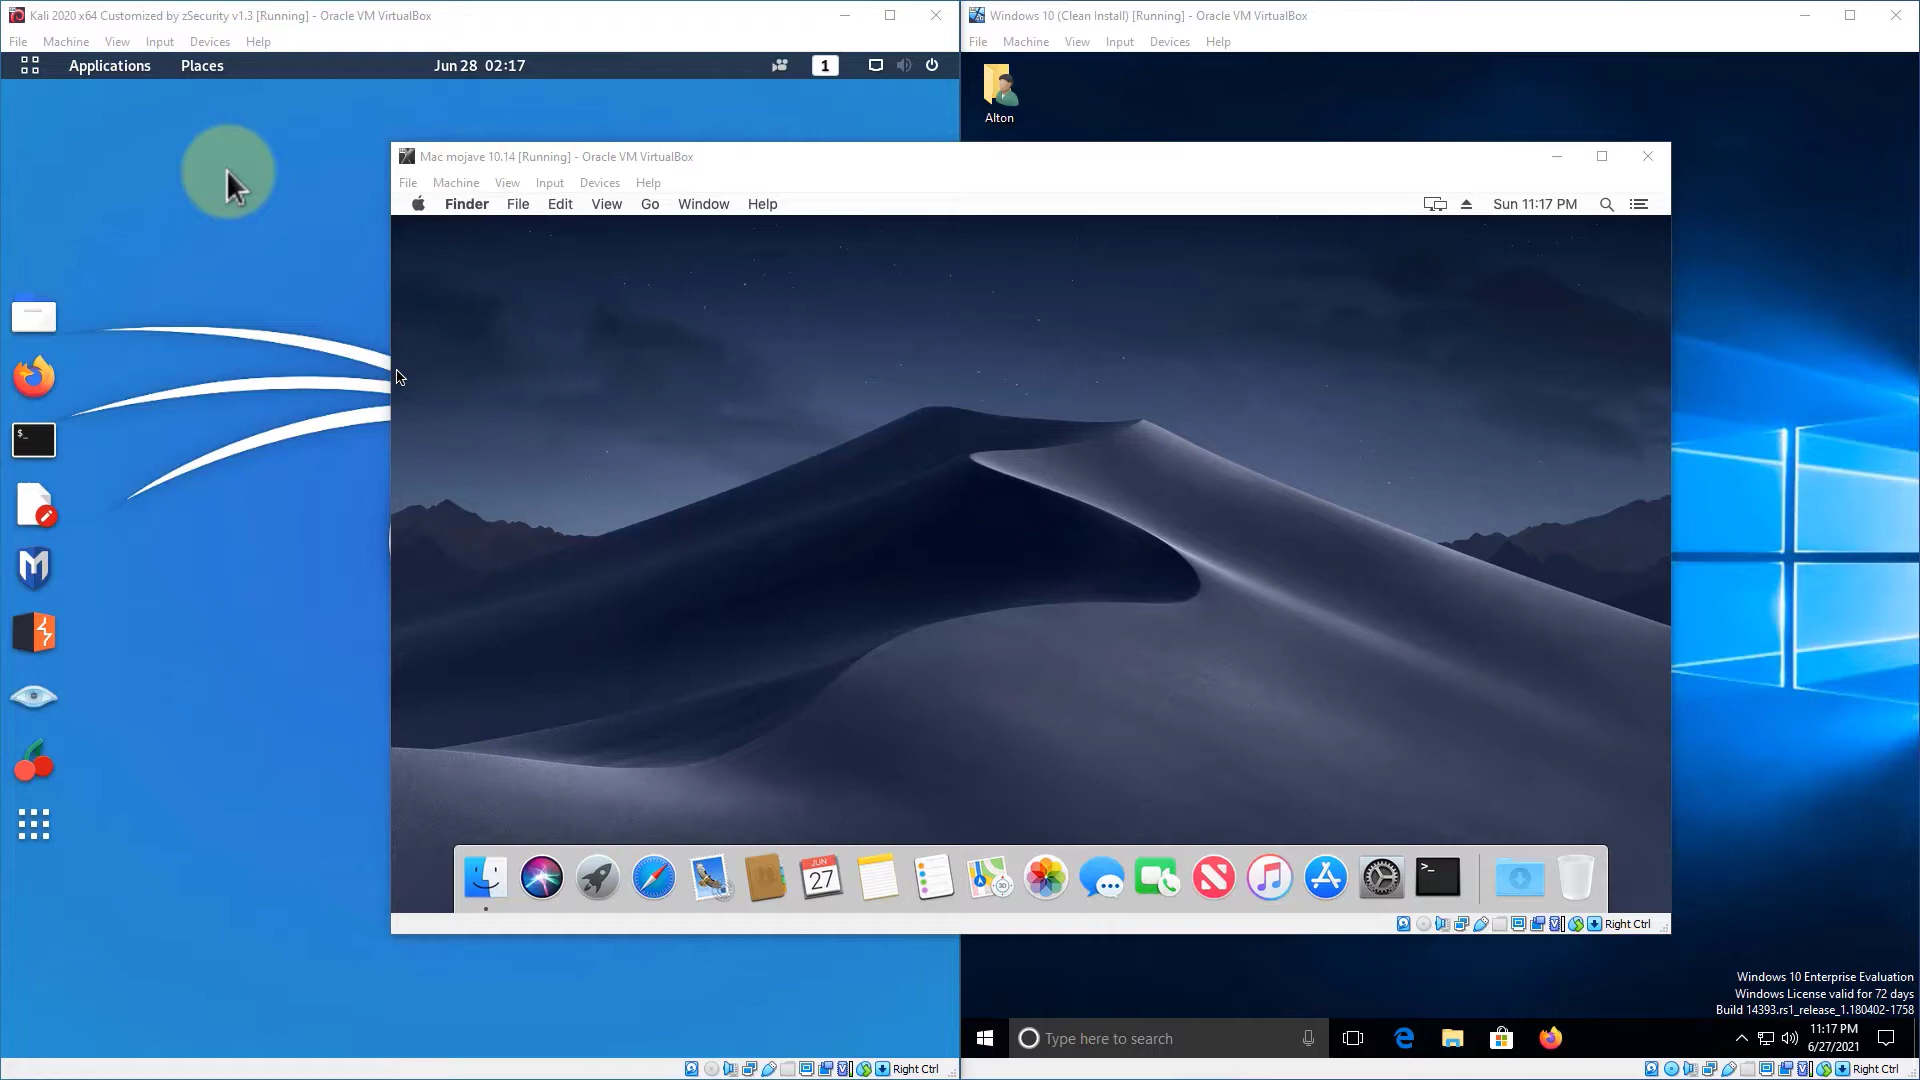 Kali 2020 x64 Customized by zSecurity v1.3 [Running] - Oracle VM VirtualBox
File Machine View Input Devices Help
Applications Places Jun 28 02:17 1
Windows 10 (Clean Install) [Running] - Oracle VM VirtualBox
File Machine View Input Devices Help
Alton
Mac mojave 10.14 [Running] - Oracle VM VirtualBox
File Machine View Input Devices Help
Finder File Edit View Go Window Help Sun 11:17 PM
$_
JUN
27
>_
Right Ctrl
Windows 10 Enterprise Evaluation
Windows License valid for 72 days
Build 14393.rs1_release_1.180402-1758
Type here to search
11:17 PM
6/27/2021
Right Ctrl
Right Ctrl